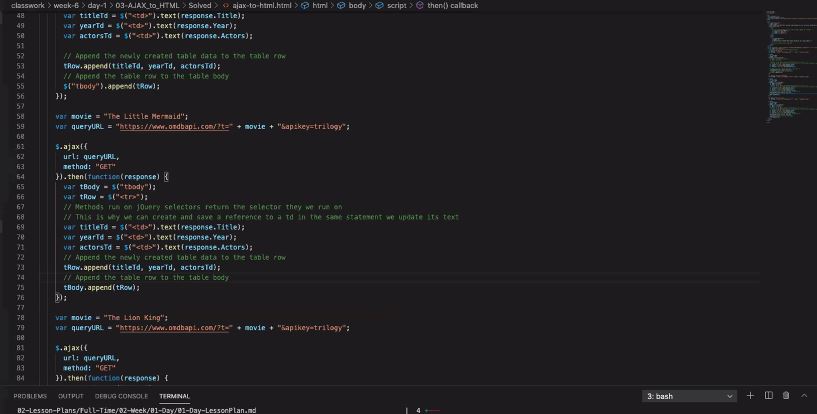 classwork > week-6 > day-1 > 03-AJAX_to_HTML > Solved > <> ajax-to-html.html > html > body > script > then() callback
48 var titleTd = $("<td>").text(response.Title);
49 var yearTd = $("<td>").text(response.Year);
50 var actorsTd = $("<td>").text(response.Actors);
51
52 // Append the newly created table data to the table row
53 tRow.append(titleTd, yearTd, actorsTd);
54 // Append the table row to the table body
55 $("tbody").append(tRow);
56 });
57
58 var movie = "The Little Mermaid";
59 var queryURL = "https://www.omdbapi.com/?t=" + movie + "&apikey=trilogy";
60
61 $.ajax({
62 url: queryURL,
63 method: "GET"
64 }).then(function(response) {
65 var tBody = $("tbody");
66 var tRow = $("<tr>");
67 // Methods run on jQuery selectors return the selector they we run on
68 // This is why we can create and save a reference to a td in the same statement we update its text
69 var titleTd = $("<td>").text(response.Title);
70 var yearTd = $("<td>").text(response.Year);
71 var actorsTd = $("<td>").text(response.Actors);
72 // Append the newly created table data to the table row
73 tRow.append(titleTd, yearTd, actorsTd);
74 // Append the table row to the table body
75 tBody.append(tRow);
76 });
77
78 var movie = "The Lion King";
79 var queryURL = "https://www.omdbapi.com/?t=" + movie + "&apikey=trilogy";
80
81 $.ajax({
82 url: queryURL,
83 method: "GET"
84 }).then(function(response) {
PROBLEMS OUTPUT DEBUG CONSOLE TERMINAL 3: bash
02-Lesson-Plans/Full-Time/02-Week/01-Day/01-Day-LessonPlan.md | 4 +---